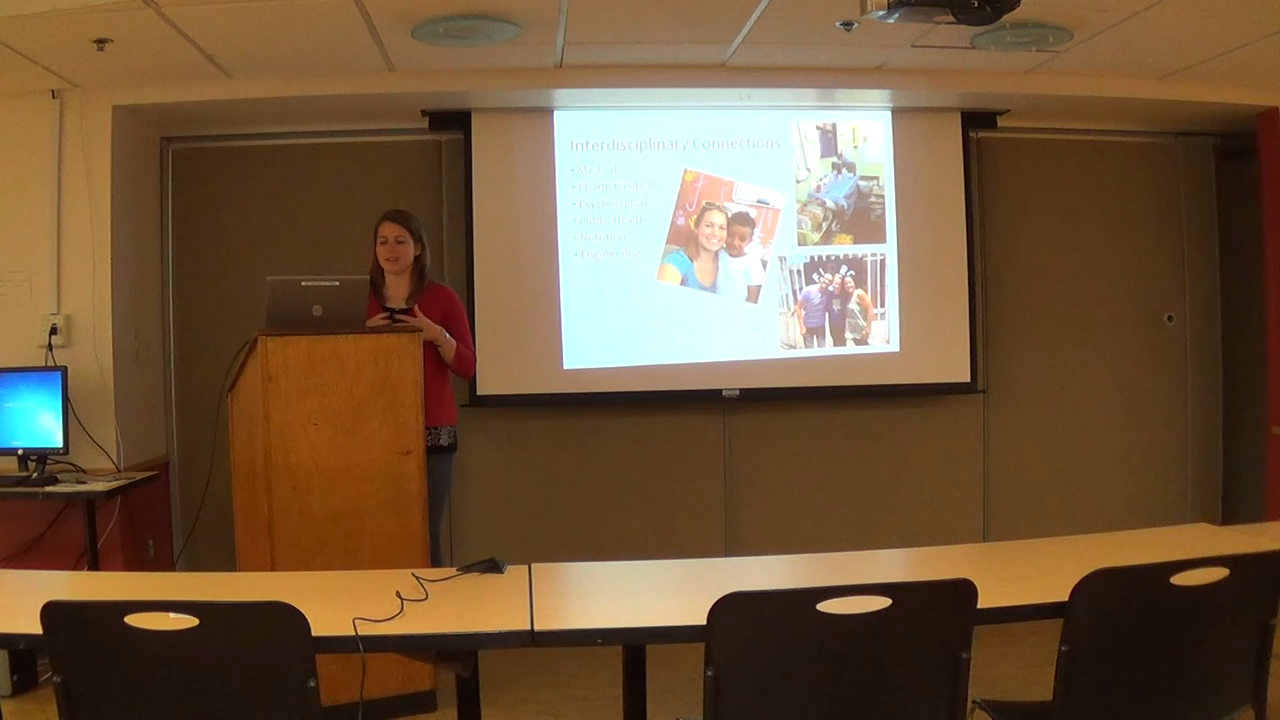 Interdisciplinary Connections
• Medical
• Pharmaceutical
• Psychological
• Public Health
• Nutrition
• Engineering